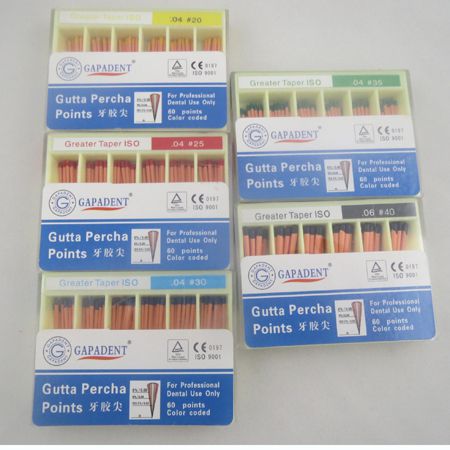 .04 #20
GAPADENT
CE 0197
ISO 9001
Gutta Percha
Points 牙胶尖
For Professional
Dental Use Only
60 points
Color coded
Greater Taper ISO .04 #25
GAPADENT
CE 0197
ISO 9001
Gutta Percha
Points 牙胶尖
For Professional
Dental Use Only
60 points
Color coded
Greater Taper ISO .04 #30
GAPADENT
CE 0197
ISO 9001
Gutta Percha
Points 牙胶尖
For Professional
Dental Use Only
60 points
Color coded
Greater Taper ISO .04 #35
GAPADENT
CE 0197
ISO 9001
Gutta Percha
Points 牙胶尖
For Professional
Dental Use Only
60 points
Color coded
Greater Taper ISO .06 #40
GAPADENT
CE 0197
ISO 9001
Gutta Percha
Points 牙胶尖
For Professional
Dental Use Only
60 points
Color coded